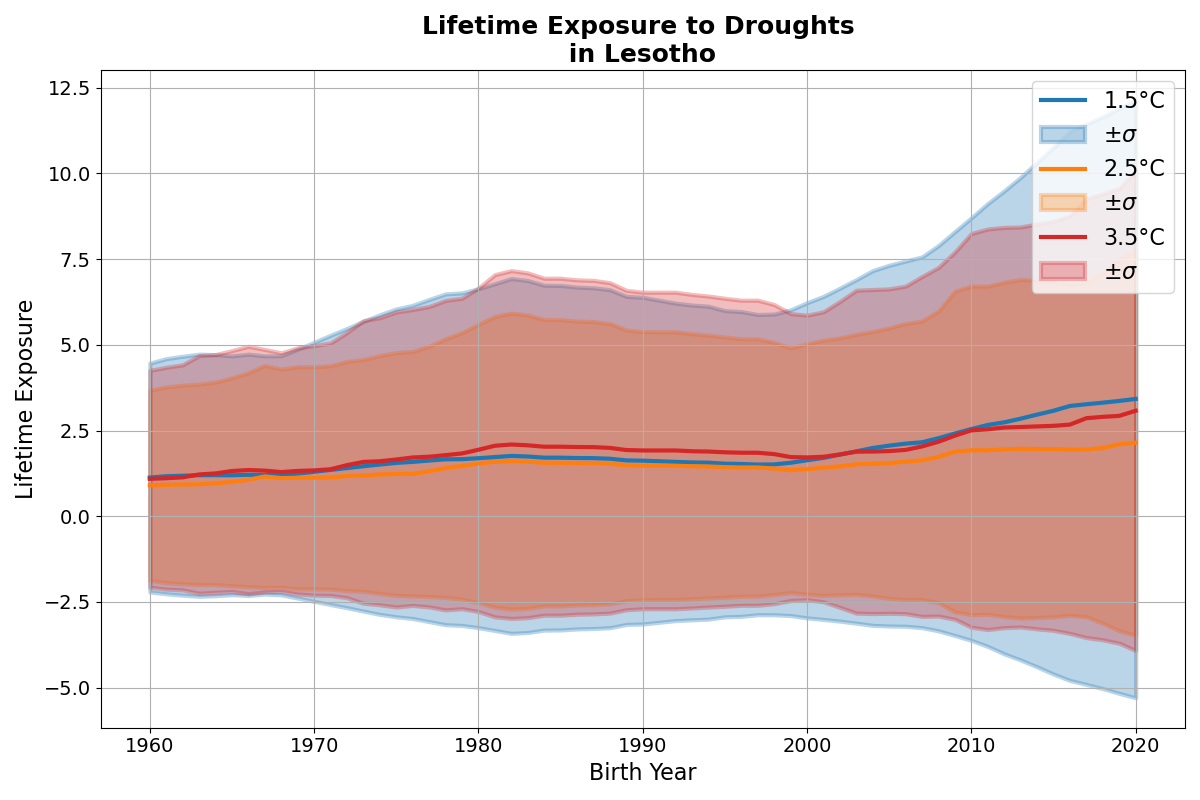 Lifetime Exposure to Droughts
in Lesotho
12.5
10.0
7.5
5.0
2.5
0.0
−2.5
−5.0
Lifetime Exposure
1960
1970
1980
1990
2000
2010
2020
Birth Year
1.5°C
±σ
2.5°C
±σ
3.5°C
±σ